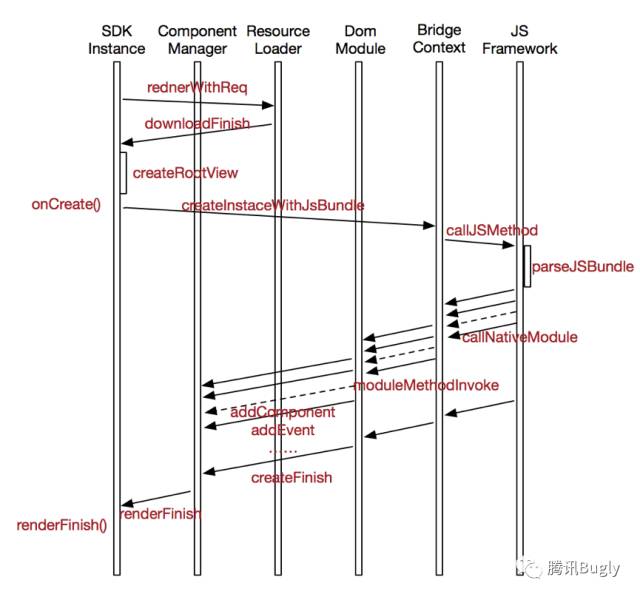 SDK Instance
Component Manager
Resource Loader
Dom Module
Bridge Context
JS Framework
rednerWithReq
downloadFinish
createRootView
onCreate()
createInstaceWithJsBundle
callJSMethod
parseJSBundle
callNativeModule
moduleMethodInvoke
addComponent
addEvent
......
createFinish
renderFinish
renderFinish()
腾讯Bugly